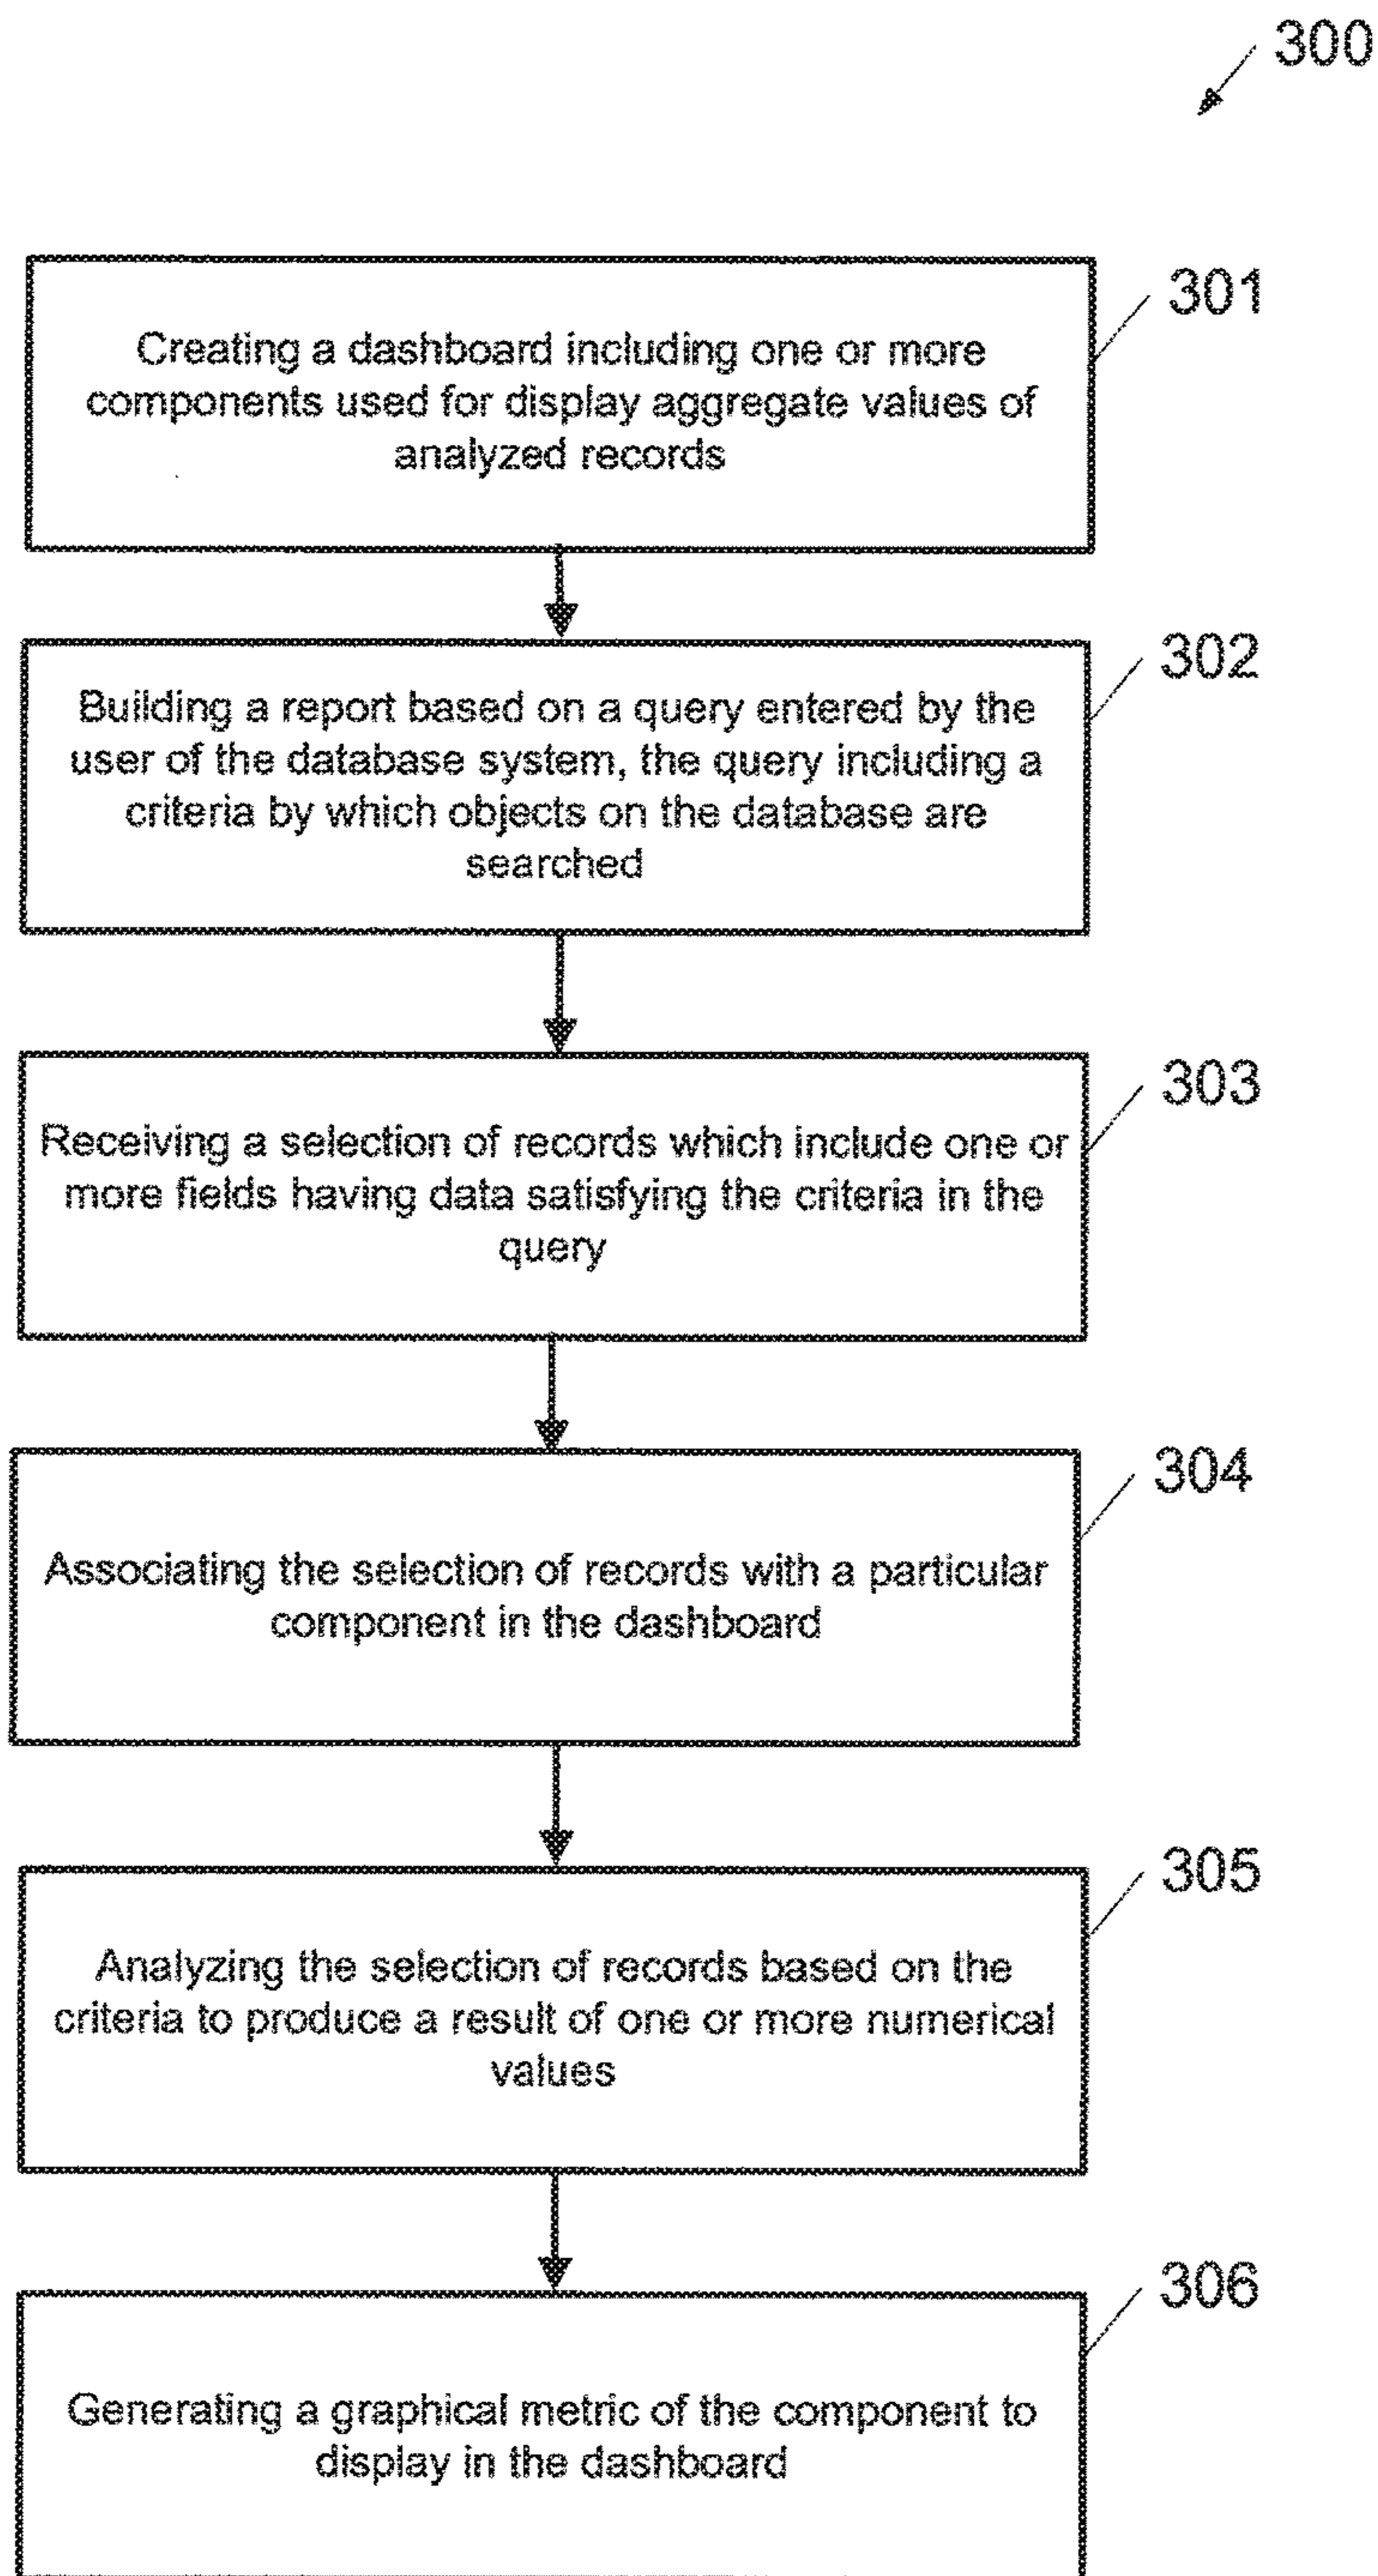 300
301
Creating a dashboard including one or more
components used for display aggregate values of
analyzed records
302
Building a report based on a query entered by the
user of the database system, the query including a
criteria by which objects on the database are
searched
303
Receiving a selection of records which include one or
more fields having data satisfying the criteria in the
query
304
Associating the selection of records with a particular
component in the dashboard
305
Analyzing the selection of records based on the
criteria to produce a result of one or more numerical
values
306
Generating a graphical metric of the component to
display in the dashboard